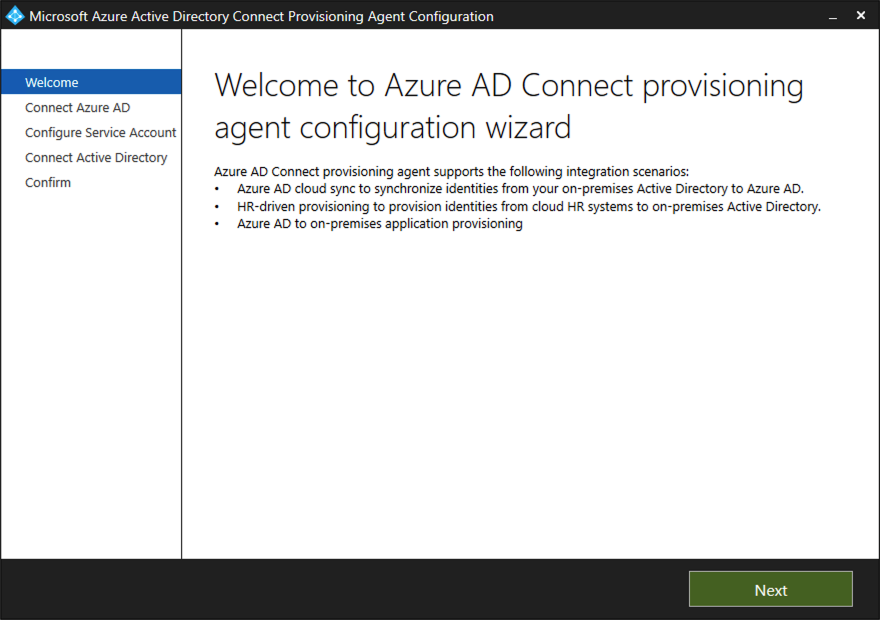 Microsoft Azure Active Directory Connect Provisioning Agent Configuration
Welcome
Connect Azure AD
Configure Service Account
Connect Active Directory
Confirm
Welcome to Azure AD Connect provisioning
agent configuration wizard
Azure AD Connect provisioning agent supports the following integration scenarios:
• Azure AD cloud sync to synchronize identities from your on-premises Active Directory to Azure AD.
• HR-driven provisioning to provision identities from cloud HR systems to on-premises Active Directory.
• Azure AD to on-premises application provisioning
Next